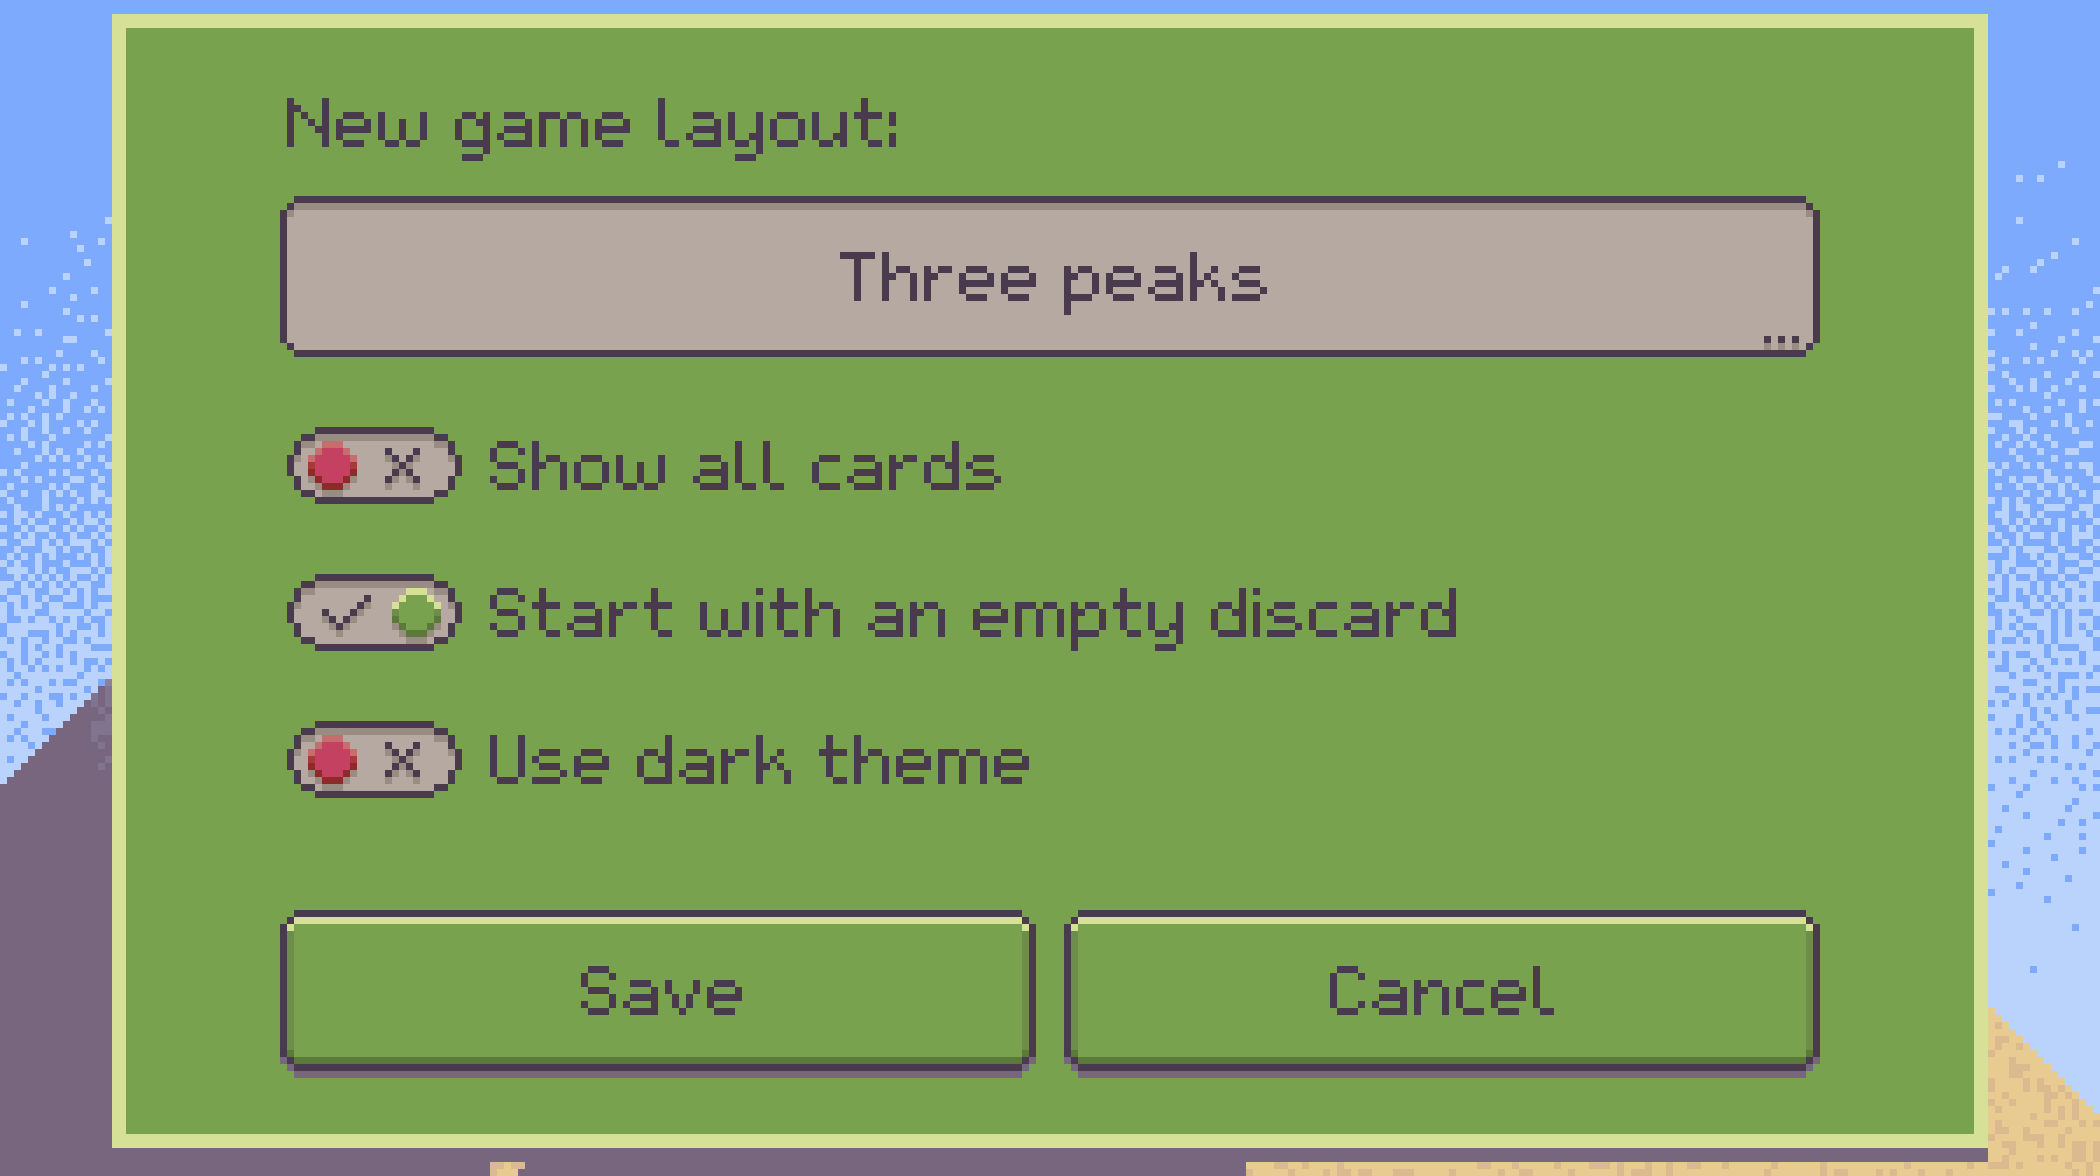 New game layout:
Three peaks
...
Show all cards
Start with an empty discard
Use dark theme
Save
Cancel